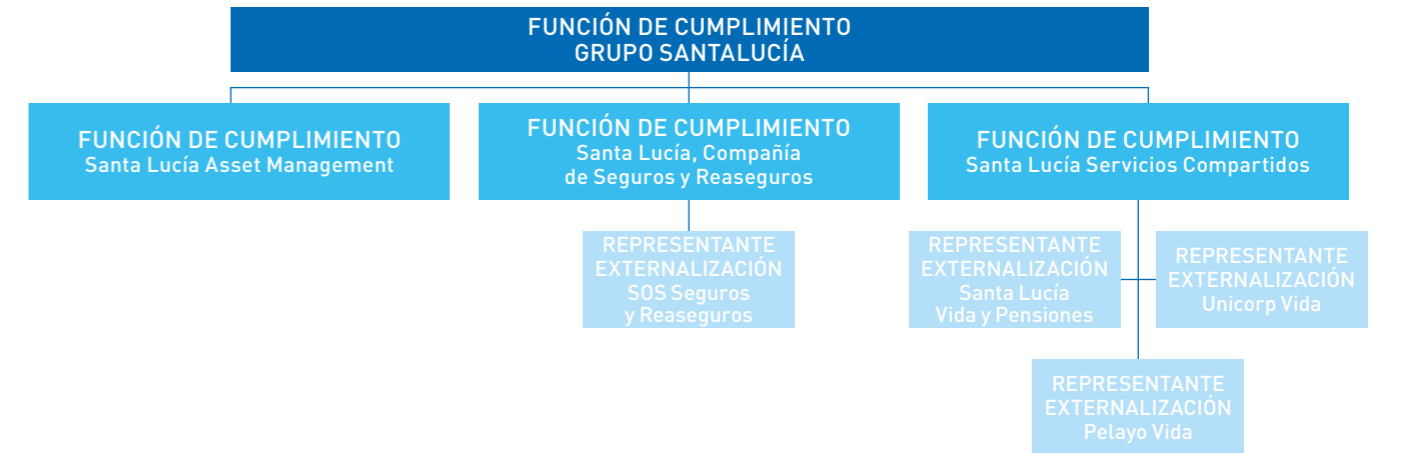 FUNCIÓN DE CUMPLIMIENTO
GRUPO SANTALUCÍA
FUNCIÓN DE CUMPLIMIENTO
Santa Lucía Asset Management
FUNCIÓN DE CUMPLIMIENTO
Santa Lucía, Compañía
de Seguros y Reaseguros
FUNCIÓN DE CUMPLIMIENTO
Santa Lucía Servicios Compartidos
REPRESENTANTE
EXTERNALIZACIÓN
SOS Seguros
y Reaseguros
REPRESENTANTE
EXTERNALIZACIÓN
Santa Lucía
Vida y Pensiones
REPRESENTANTE
EXTERNALIZACIÓN
Unicorp Vida
REPRESENTANTE
EXTERNALIZACIÓN
Pelayo Vida